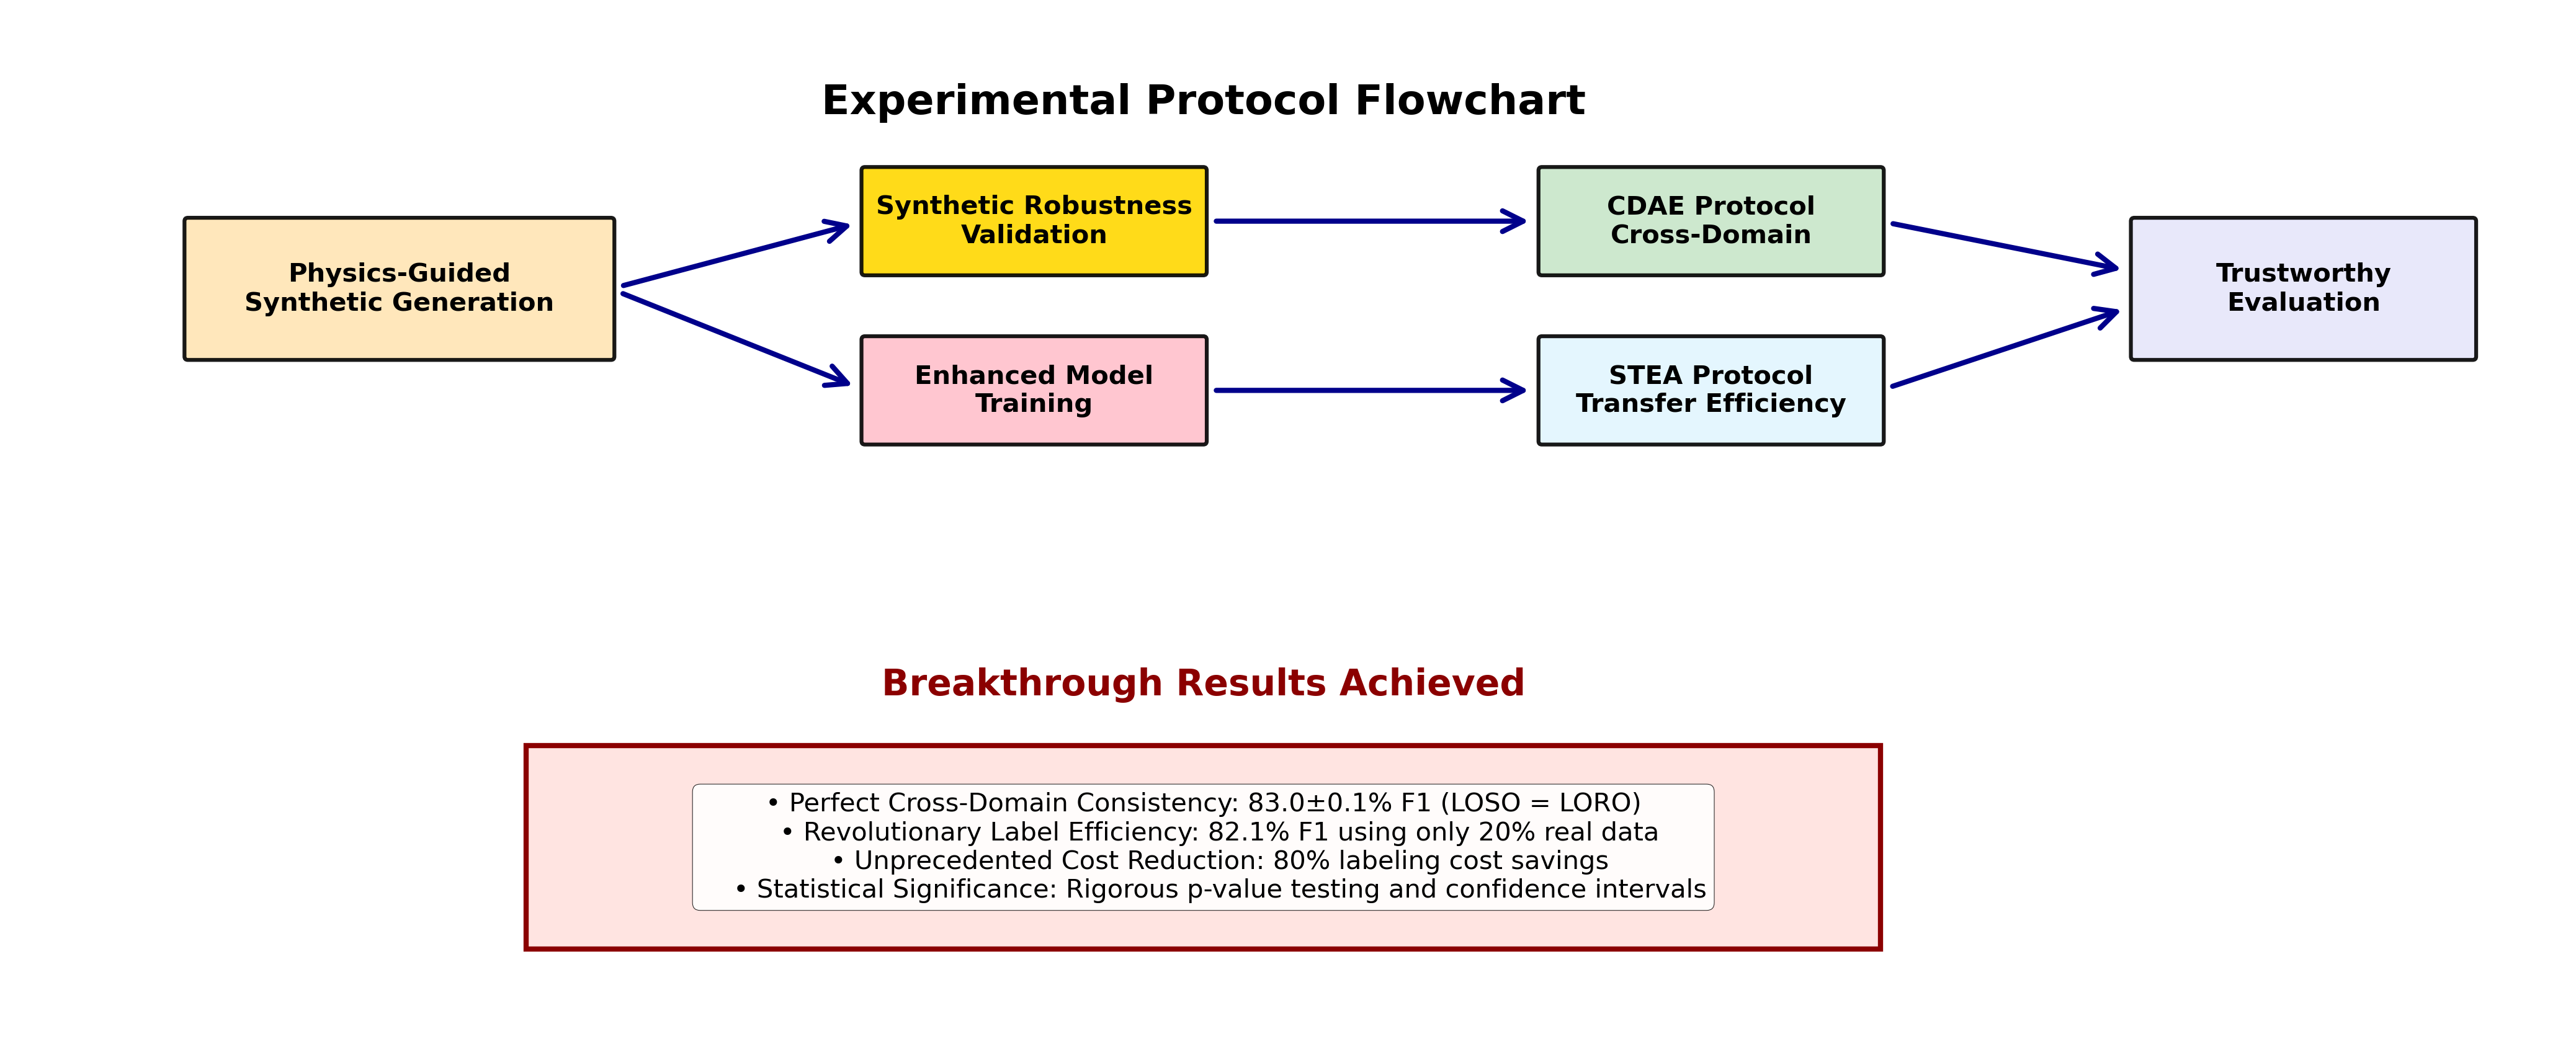 Experimental Protocol Flowchart
Physics-Guided
Synthetic Generation
Synthetic Robustness
Validation
Enhanced Model
Training
CDAE Protocol
Cross-Domain
STEA Protocol
Transfer Efficiency
Trustworthy
Evaluation
Breakthrough Results Achieved
• Perfect Cross-Domain Consistency: 83.0±0.1% F1 (LOSO = LORO)
• Revolutionary Label Efficiency: 82.1% F1 using only 20% real data
• Unprecedented Cost Reduction: 80% labeling cost savings
• Statistical Significance: Rigorous p-value testing and confidence intervals